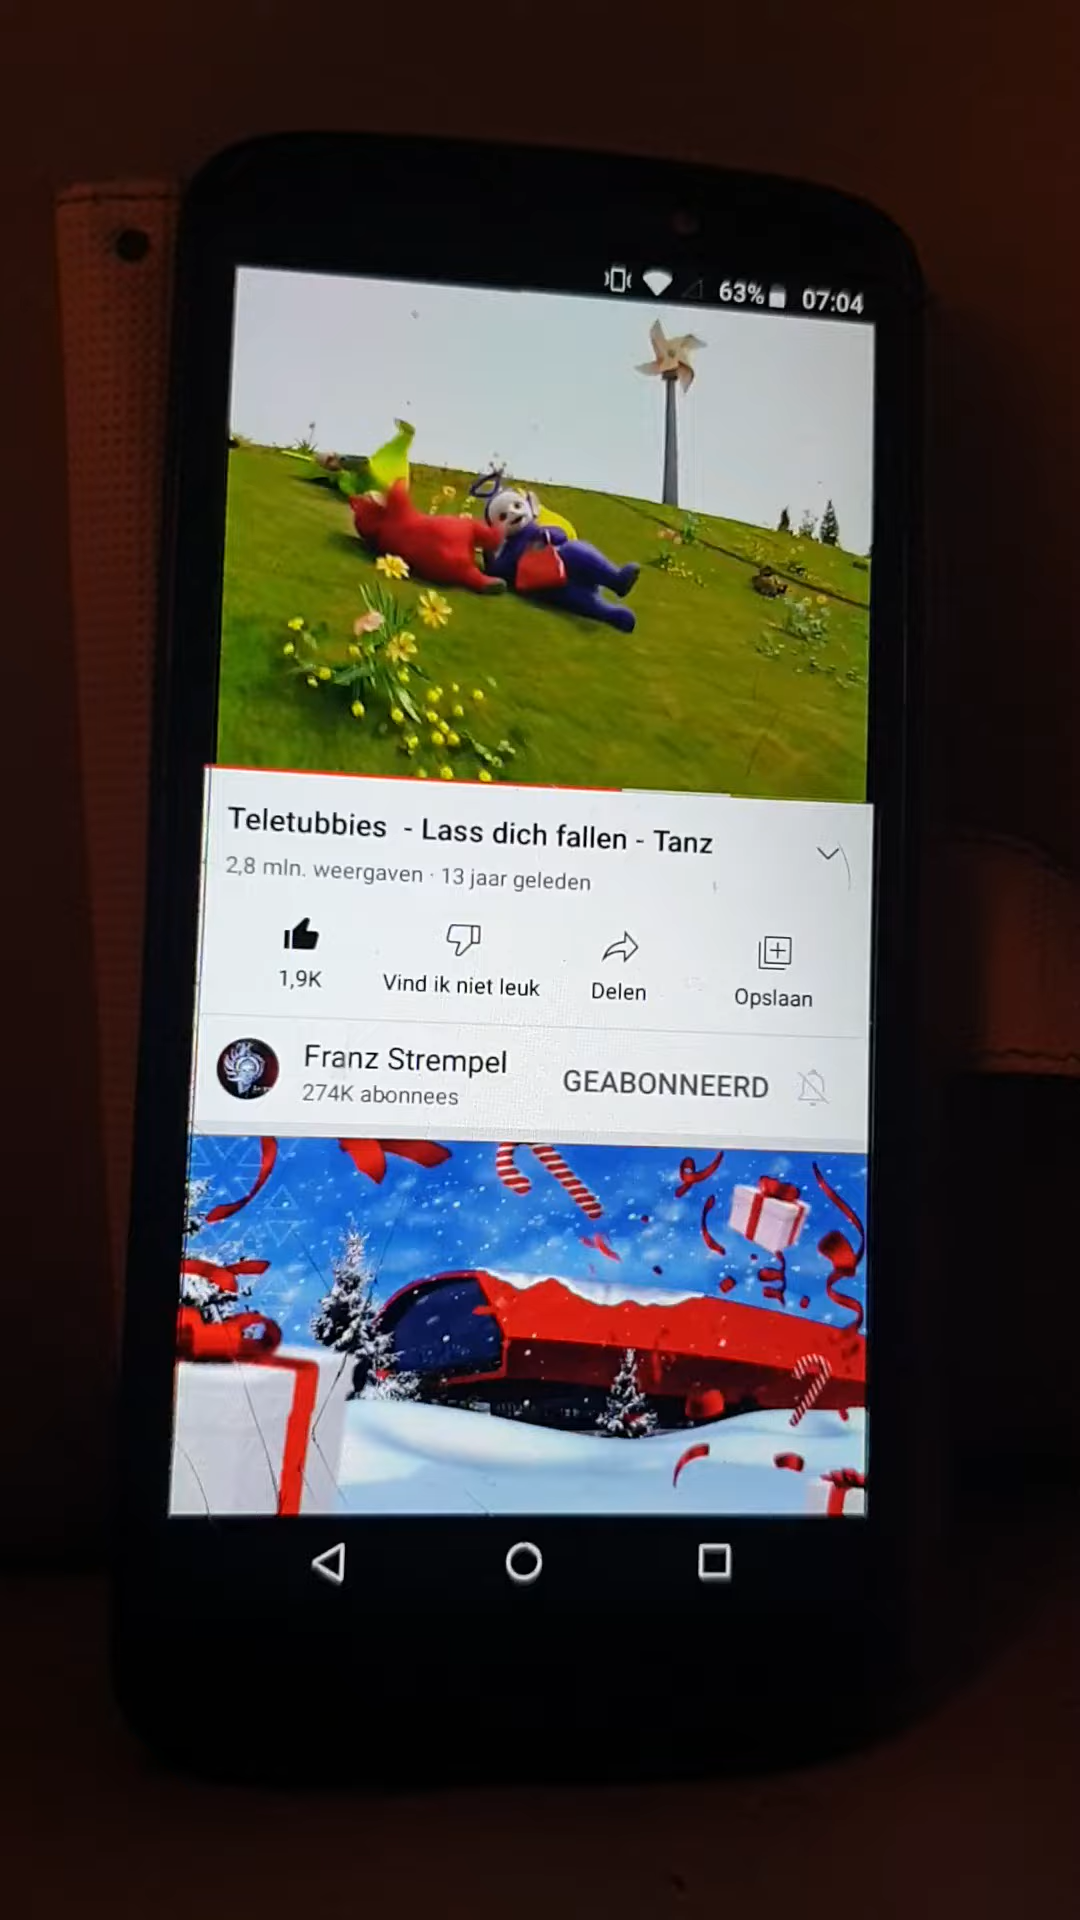 63% 07:04
Teletubbies - Lass dich fallen - Tanz
2,8 mln. weergaven · 13 jaar geleden
1,9K Vind ik niet leuk Delen Opslaan
Franz Strempel
274K abonnees
GEABONNEERD